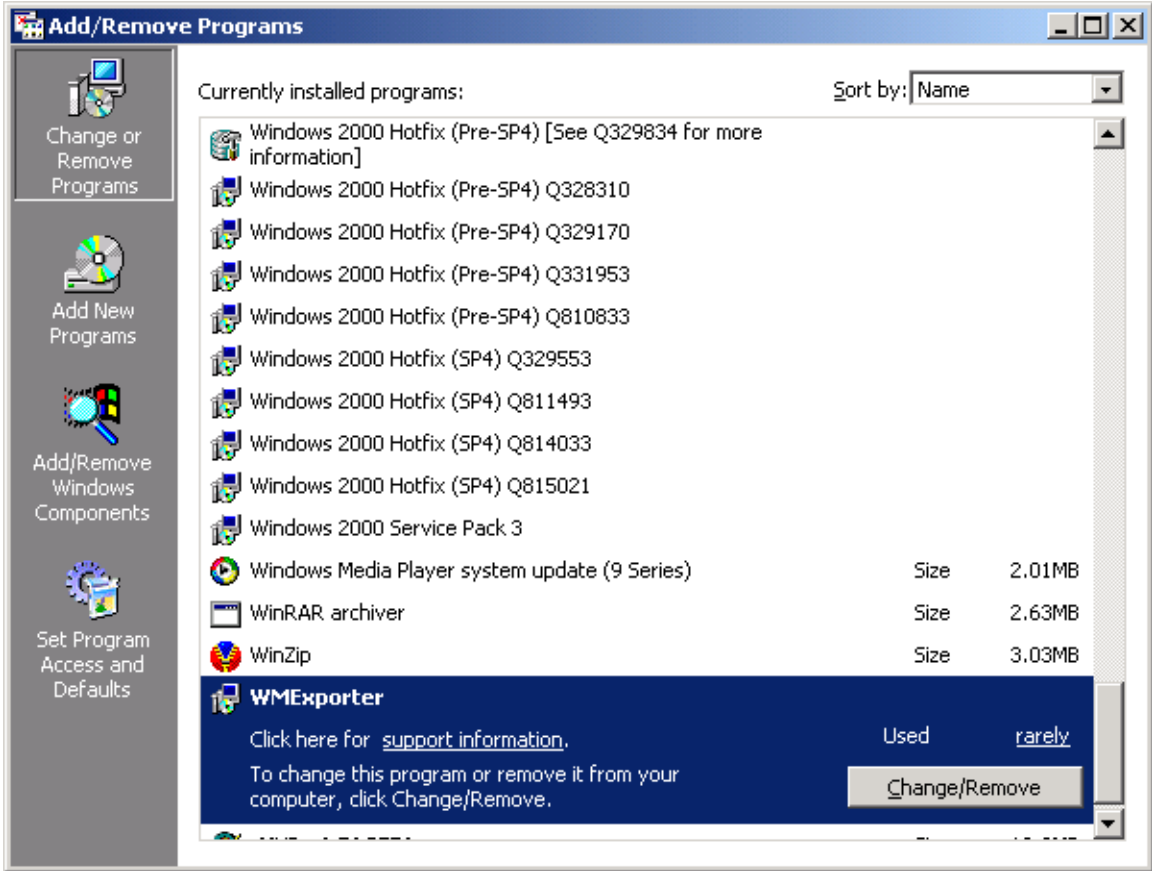 Add/Remove Programs
Change or
Remove
Programs
Add New
Programs
Add/Remove
Windows
Components
Set Program
Access and
Defaults
Currently installed programs:
Sort by: Name
Windows 2000 Hotfix (Pre-SP4) [See Q329834 for more
information]
Windows 2000 Hotfix (Pre-SP4) Q328310
Windows 2000 Hotfix (Pre-SP4) Q329170
Windows 2000 Hotfix (Pre-SP4) Q331953
Windows 2000 Hotfix (Pre-SP4) Q810833
Windows 2000 Hotfix (SP4) Q329553
Windows 2000 Hotfix (SP4) Q811493
Windows 2000 Hotfix (SP4) Q814033
Windows 2000 Hotfix (SP4) Q815021
Windows 2000 Service Pack 3
Windows Media Player system update (9 Series) Size 2.01MB
WinRAR archiver Size 2.63MB
WinZip Size 3.03MB
WMExporter
Click here for support information. Used rarely
To change this program or remove it from your
computer, click Change/Remove.
Change/Remove